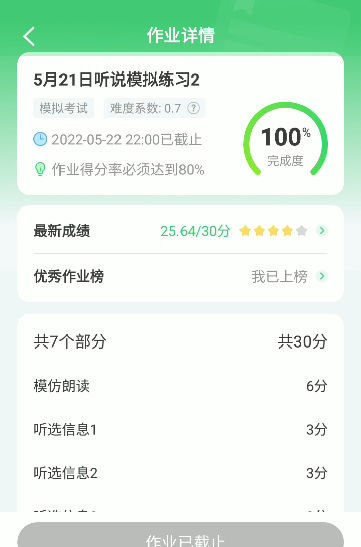 作业详情
5月21日听说模拟练习2
模拟考试 难度系数: 0.7 ?
2022-05-22 22:00已截止
作业得分率必须达到80%
100%
完成度
最新成绩 25.64/30分
优秀作业榜 我已上榜
共7个部分 共30分
模仿朗读 6分
听选信息1 3分
听选信息2 3分
作业已截止